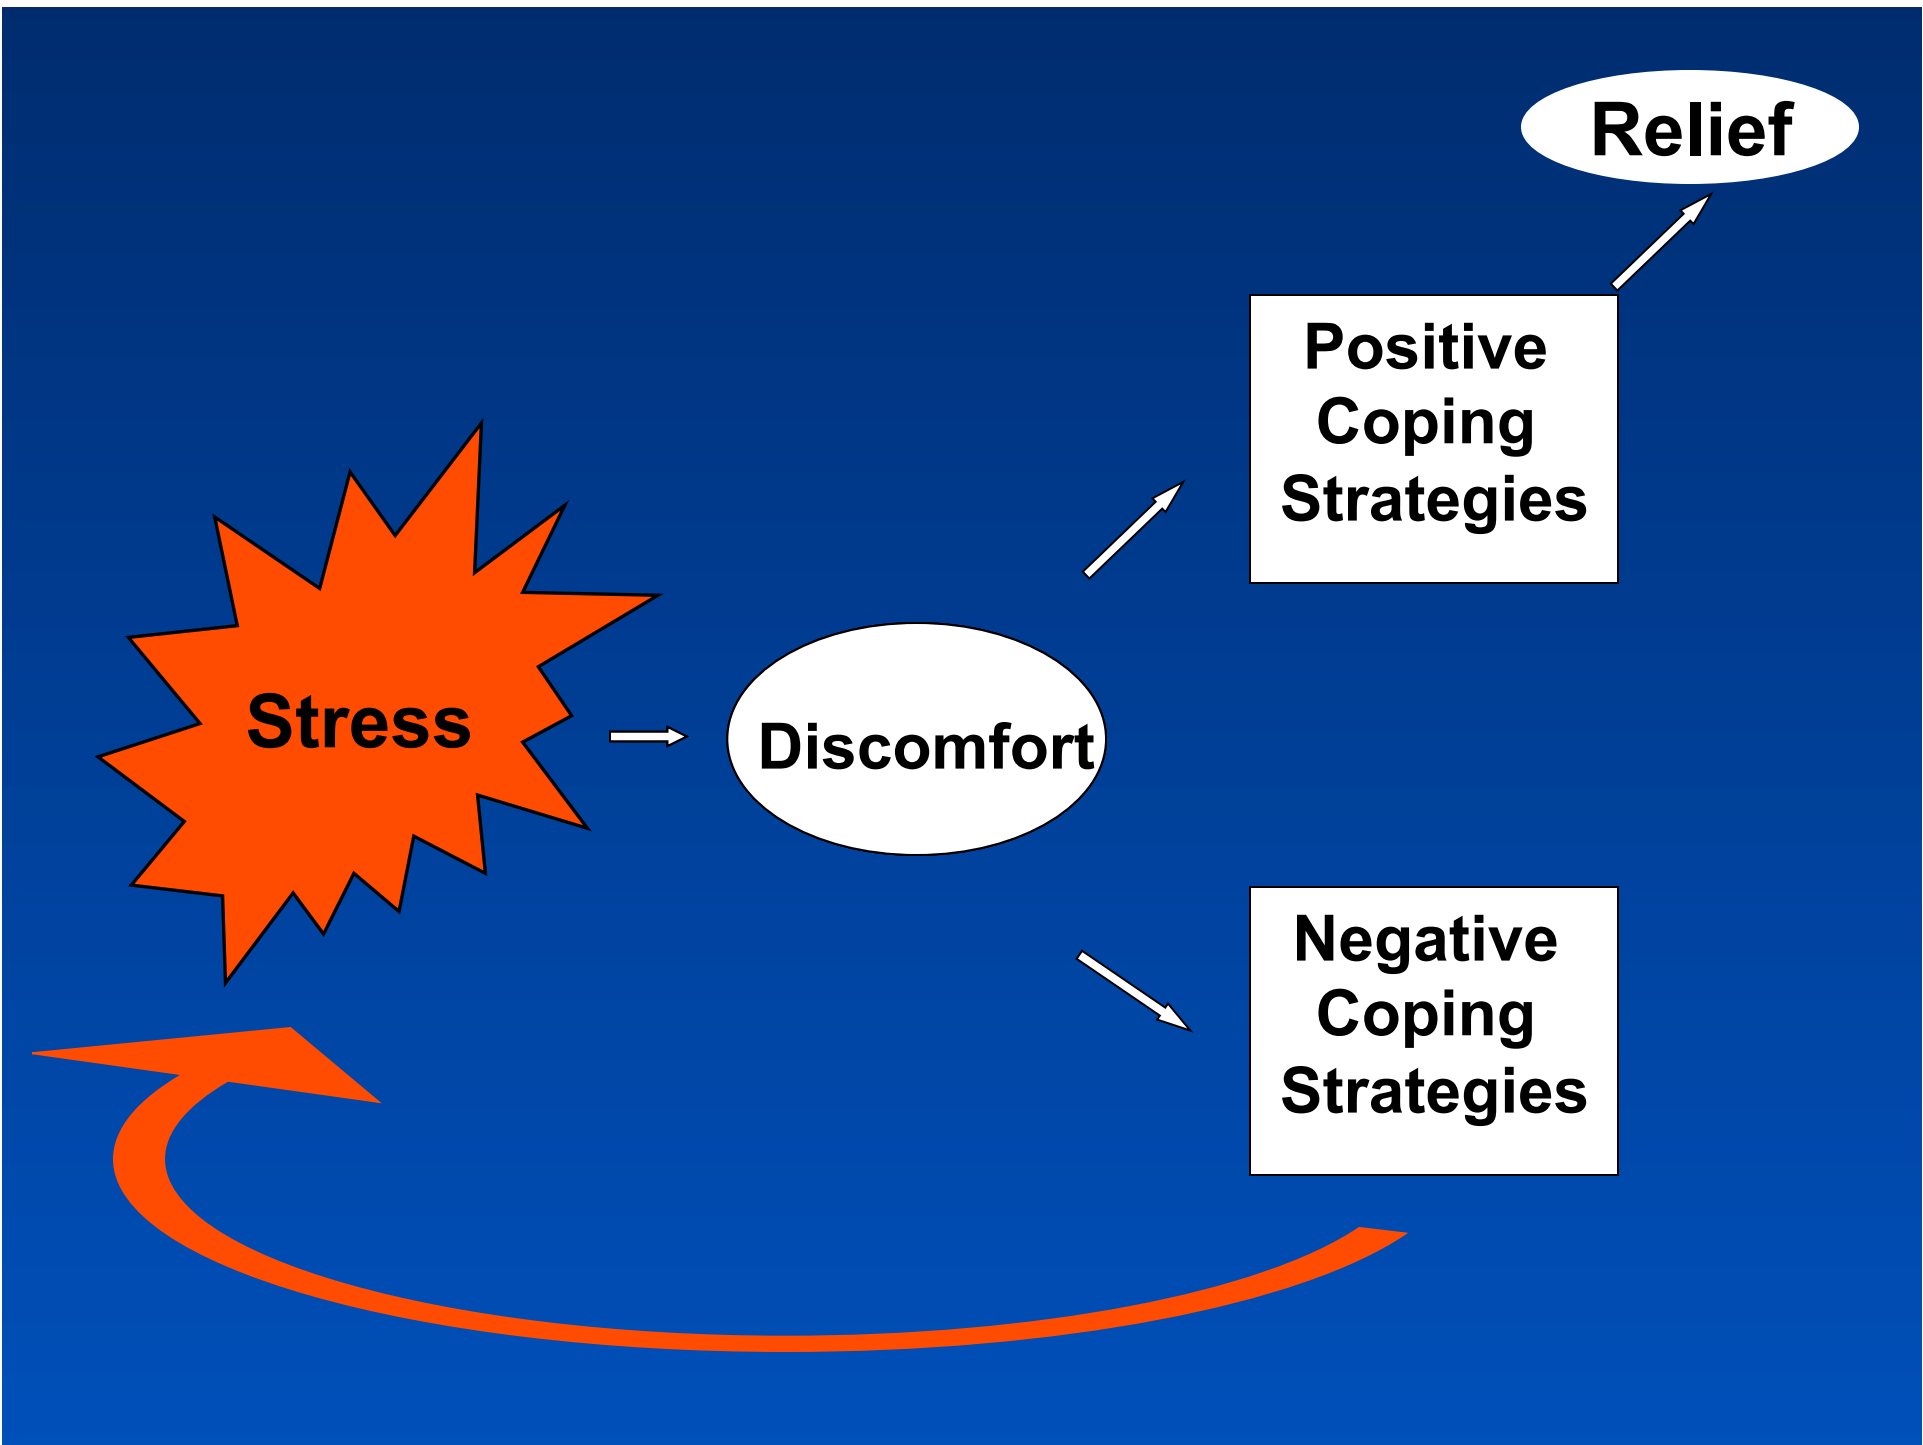 Relief
Positive
Coping
Strategies
Stress
Discomfort
Negative
Coping
Strategies